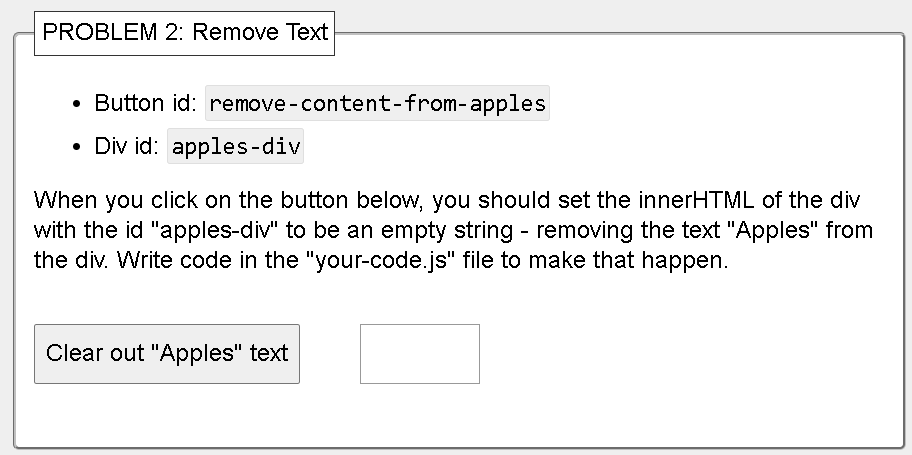 PROBLEM 2: Remove Text
• Button id: remove-content-from-apples
• Div id: apples-div
When you click on the button below, you should set the innerHTML of the div
with the id "apples-div" to be an empty string - removing the text "Apples" from
the div. Write code in the "your-code.js" file to make that happen.
Clear out "Apples" text